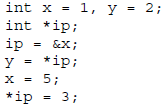 int x = 1, y = 2;
int *ip;
ip = &x;
y = *ip;
x = 5;
*ip = 3;